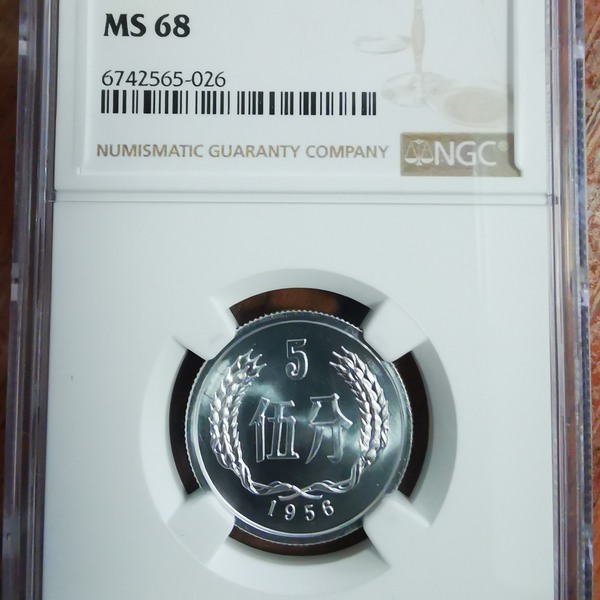 MS 68
6742565-026
NUMISMATIC GUARANTY COMPANY NGC®
5
伍分
1956